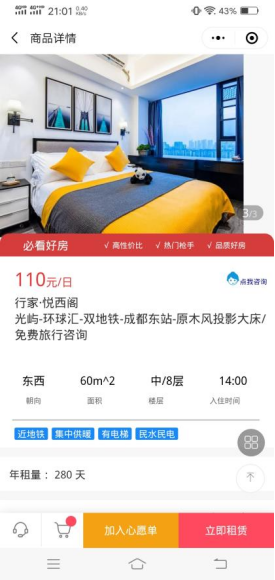 21:01 0.40 K/s 43%
商品详情
3/3
必看好房 √ 高性价比 √ 热门枪手 √ 品质好房
110元/日
点我咨询
行家·悦西阁
光屿-环球汇-双地铁-成都东站-原木风投影大床/
免费旅行咨询
东西 60m^2 中/8层 14:00
朝向 面积 楼层 入住时间
近地铁 集中供暖 有电梯 民水民电
年租量： 280 天
加入心愿单 立即租赁